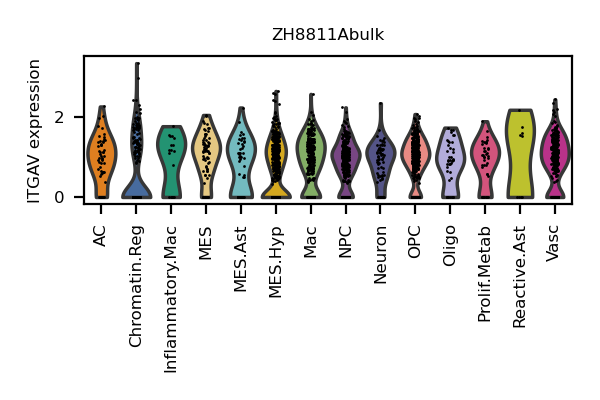 ZH8811Abulk
ITGAV expression
2
0
AC
Chromatin.Reg
Inflammatory.Mac
MES
MES.Ast
MES.Hyp
Mac
NPC
Neuron
OPC
Oligo
Prolif.Metab
Reactive.Ast
Vasc